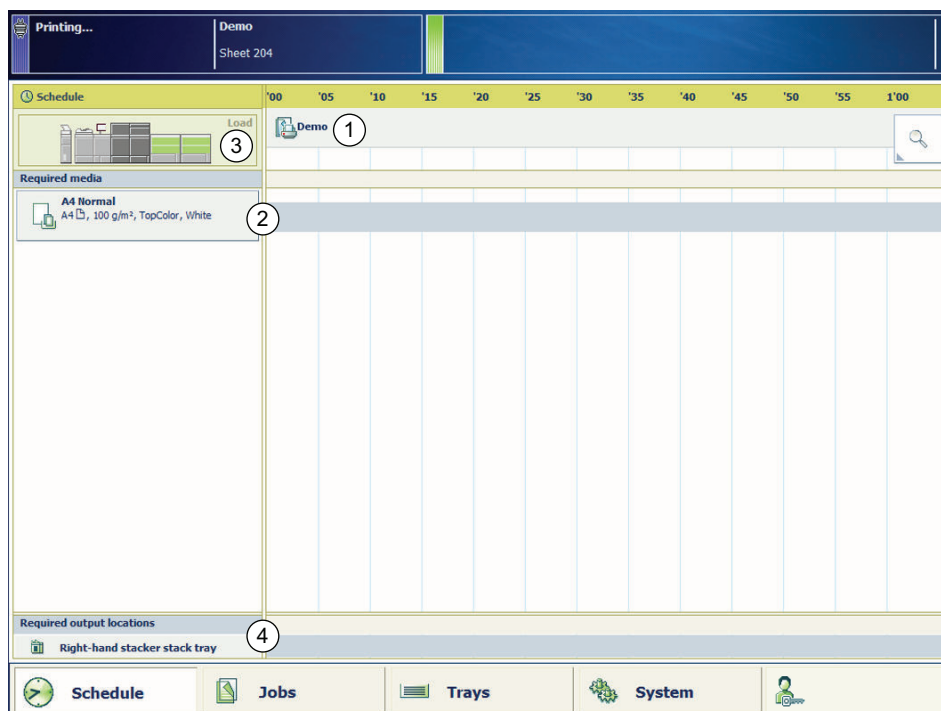 Printing...
Demo
Sheet 204
Schedule
'00 '05 '10 '15 '20 '25 '30 '35 '40 '45 '50 '55 1'00
Load
3
Demo
1
Required media
A4 Normal
A4, 100 g/m², TopColor, White
2
Required output locations
4
Right-hand stacker stack tray
Schedule
Jobs
Trays
System